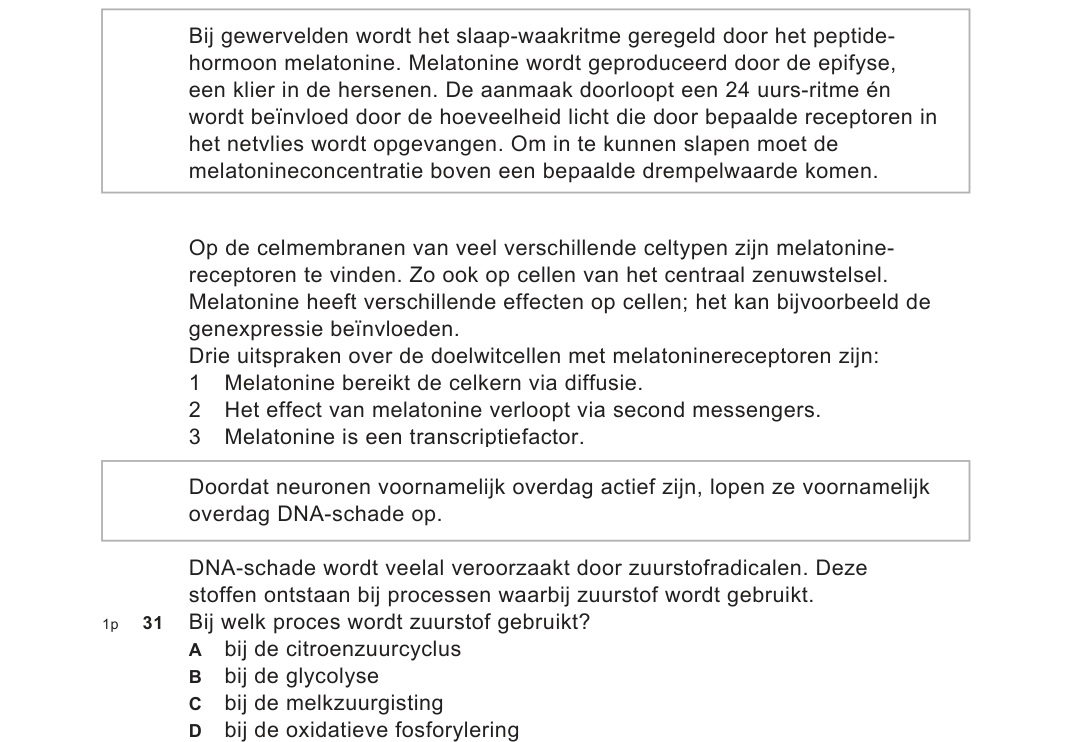 Bij gewervelden wordt het slaap-waakritme geregeld door het peptide-
hormoon melatonine. Melatonine wordt geproduceerd door de epifyse,
een klier in de hersenen. De aanmaak doorloopt een 24 uurs-ritme én
wordt beïnvloed door de hoeveelheid licht die door bepaalde receptoren in
het netvlies wordt opgevangen. Om in te kunnen slapen moet de
melatonineconcentratie boven een bepaalde drempelwaarde komen.
Op de celmembranen van veel verschillende celtypen zijn melatonine-
receptoren te vinden. Zo ook op cellen van het centraal zenuwstelsel.
Melatonine heeft verschillende effecten op cellen; het kan bijvoorbeeld de
genexpressie beïnvloeden.
Drie uitspraken over de doelwitcellen met melatoninereceptoren zijn:
1 Melatonine bereikt de celkern via diffusie.
2 Het effect van melatonine verloopt via second messengers.
3 Melatonine is een transcriptiefactor.
Doordat neuronen voornamelijk overdag actief zijn, lopen ze voornamelijk
overdag DNA-schade op.
DNA-schade wordt veelal veroorzaakt door zuurstofradicalen. Deze
stoffen ontstaan bij processen waarbij zuurstof wordt gebruikt.
1p 31 Bij welk proces wordt zuurstof gebruikt?
A bij de citroenzuurcyclus
B bij de glycolyse
C bij de melkzuurgisting
D bij de oxidatieve fosforylering